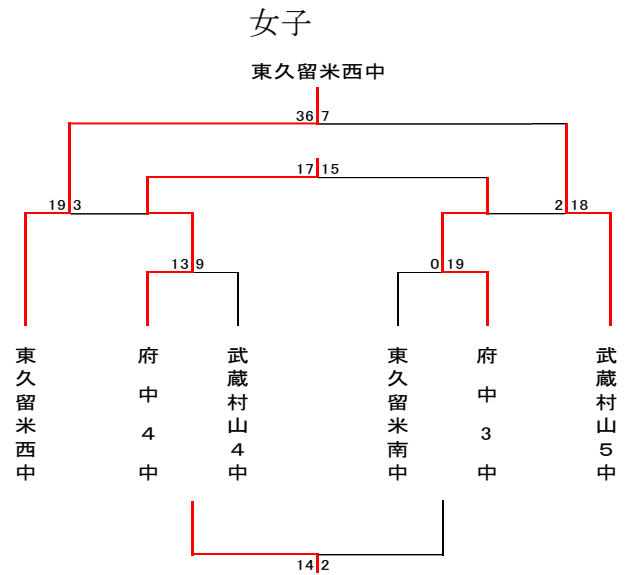 女子
東久留米西中
36 7
17 15
19 3
2 18
13 9
0 19
東久留米西中
府中4中
武蔵村山4中
東久留米南中
府中3中
武蔵村山5中
14 2